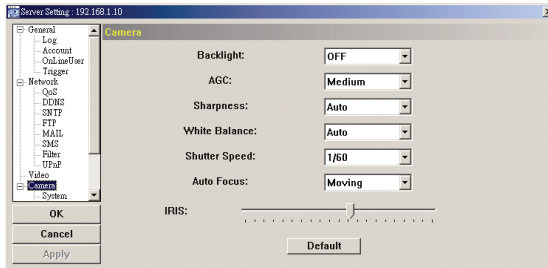 Server Setting : 192.168.1.10
General
Log
Account
OnLineUser
Trigger
Network
QoS
DDNS
SNTP
FTP
MAIL
SMS
Filter
UPnP
Video
Camera
System
OK
Cancel
Apply
Camera
Backlight: OFF
AGC: Medium
Sharpness: Auto
White Balance: Auto
Shutter Speed: 1/60
Auto Focus: Moving
IRIS:
Default